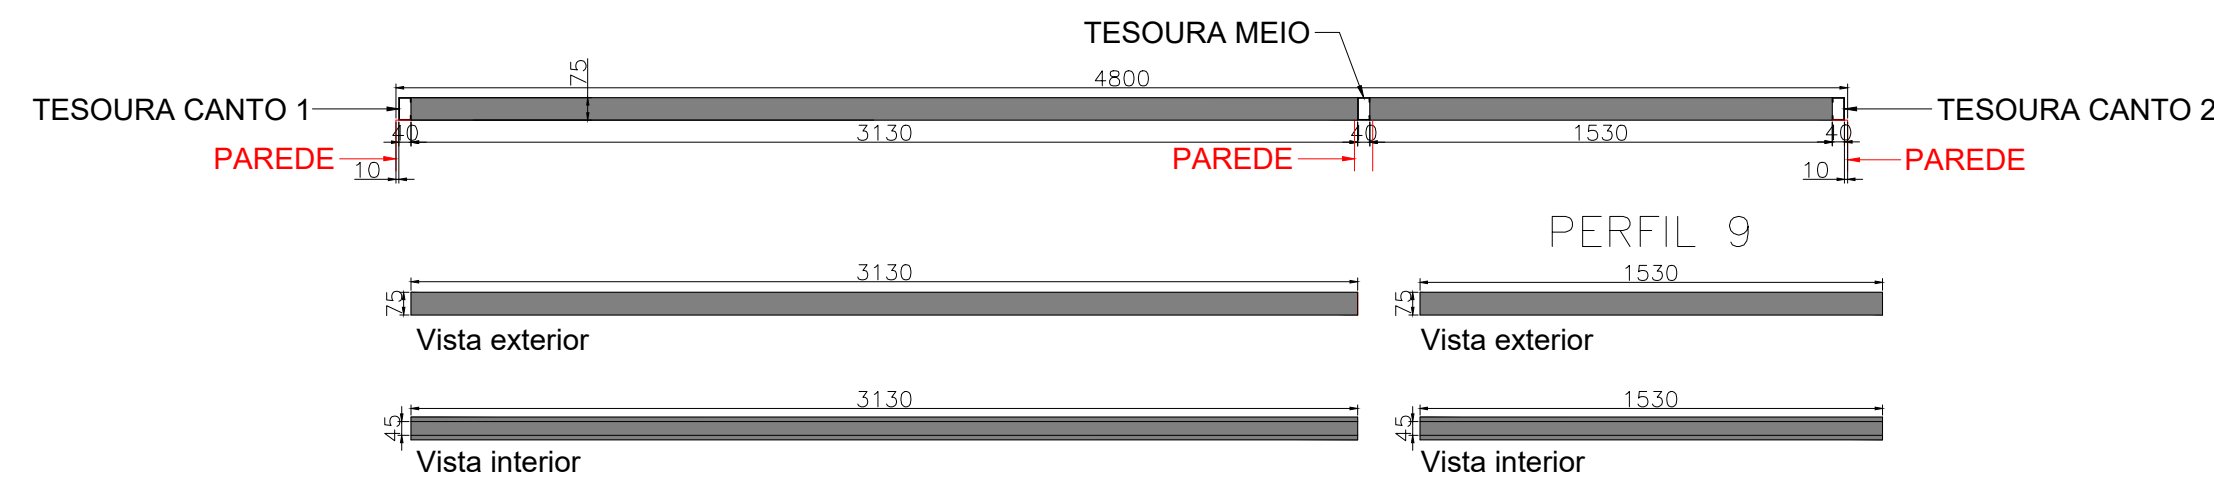 TESOURA MEIO
75
4800
TESOURA CANTO 1
TESOURA CANTO 2
40
3130
40
1530
40
PAREDE
PAREDE
PAREDE
10
10
PERFIL 9
3130
1530
75
75
Vista exterior
Vista exterior
3130
1530
45
45
Vista interior
Vista interior